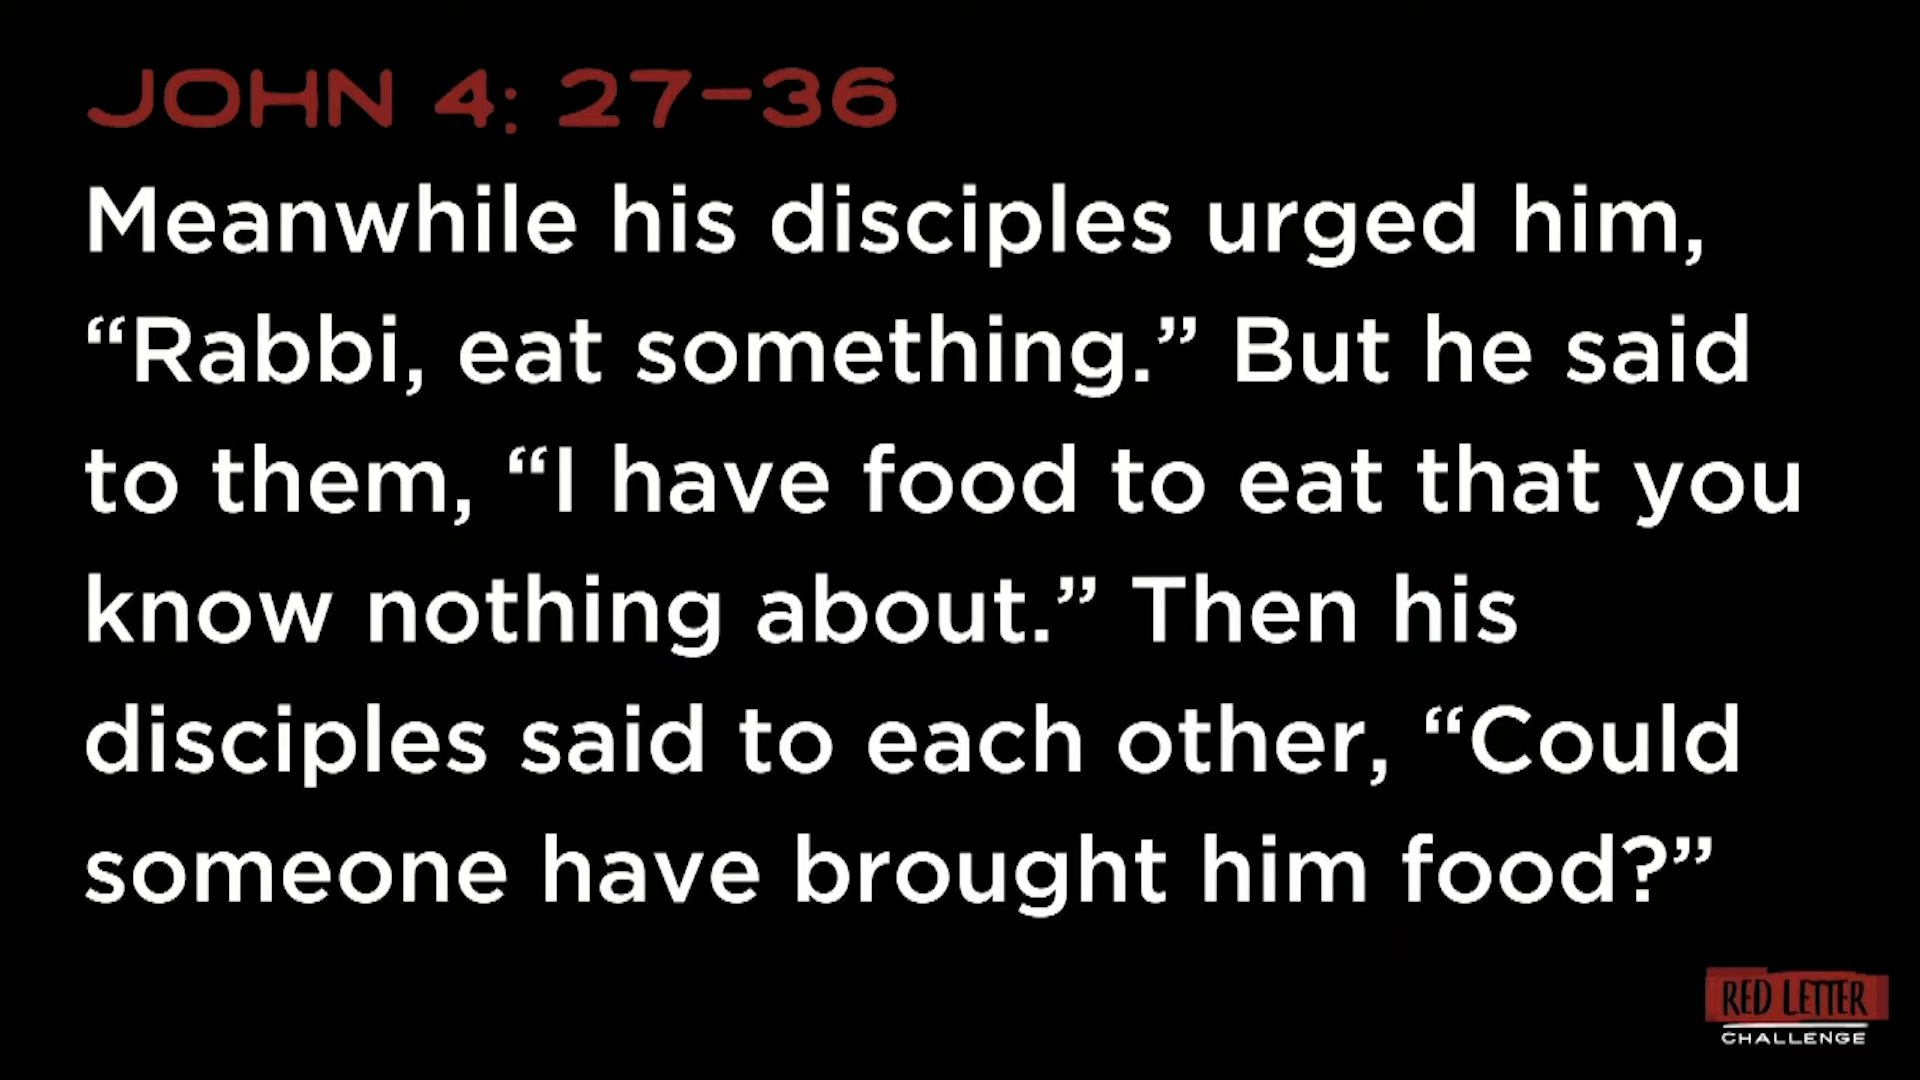 JOHN 4: 27-36
Meanwhile his disciples urged him,
“Rabbi, eat something.” But he said
to them, “I have food to eat that you
know nothing about.” Then his
disciples said to each other, “Could
someone have brought him food?”
RED LETTER
CHALLENGE